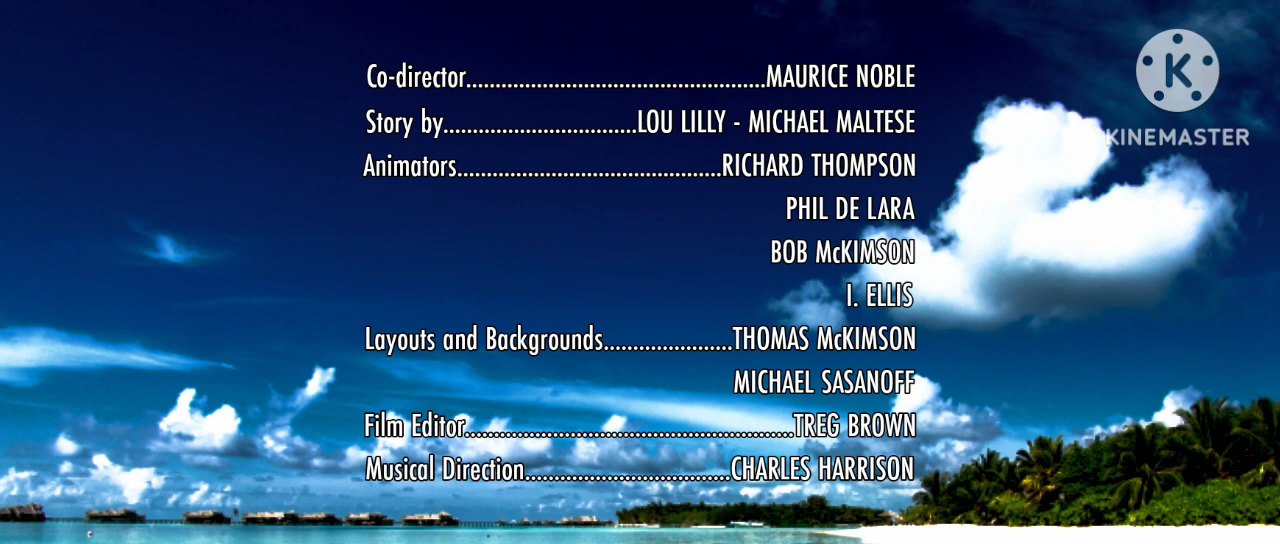 Co-director....................................................MAURICE NOBLE
Story by.................................LOU LILLY - MICHAEL MALTESE
Animators.............................................RICHARD THOMPSON
PHIL DE LARA
BOB McKIMSON
I. ELLIS
Layouts and Backgrounds......................THOMAS McKIMSON
MICHAEL SASANOFF
Film Editor........................................................TREG BROWN
Musical Direction...................................CHARLES HARRISON
K
KINEMASTER